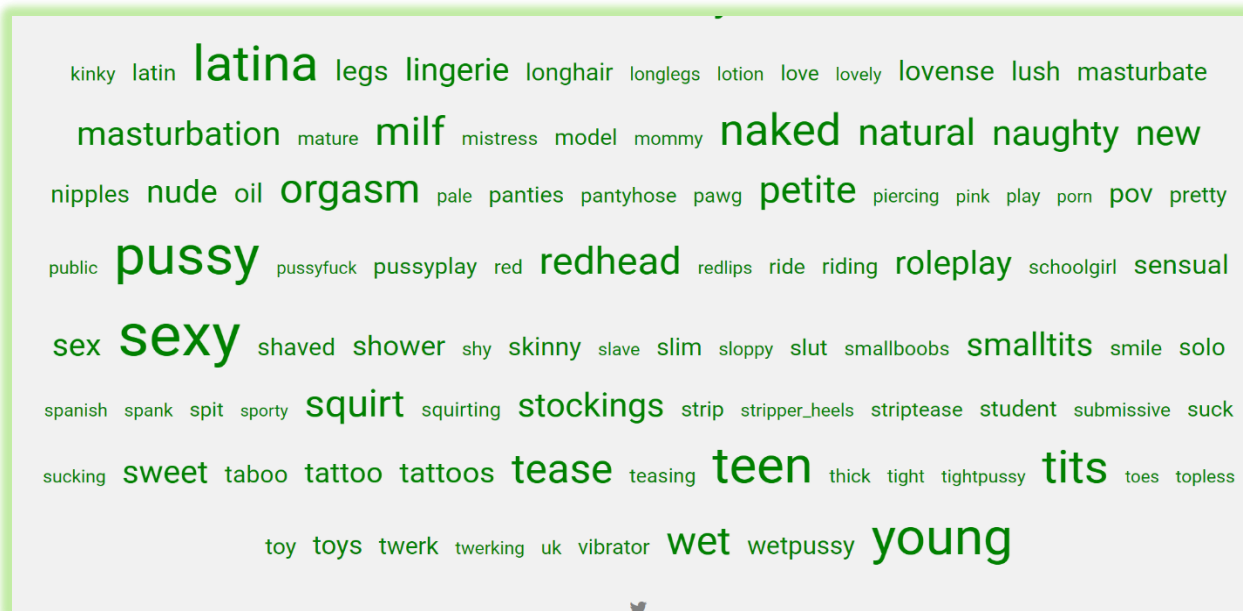 kinky latin latina legs lingerie longhair longlegs lotion love lovely lovense lush masturbate
masturbation mature milf mistress model mommy naked natural naughty new
nipples nude oil orgasm pale panties pantyhose pawg petite piercing pink play porn pov pretty
public pussy pussyfuck pussyplay red redhead redlips ride riding roleplay schoolgirl sensual
sex sexy shaved shower shy skinny slave slim sloppy slut smallboobs smalltits smile solo
spanish spank spit sporty squirt squirting stockings strip stripper_heels striptease student submissive suck
sucking sweet taboo tattoo tattoos tease teasing teen thick tight tightpussy tits toes topless
toy toys twerk twerking uk vibrator wet wetpussy young